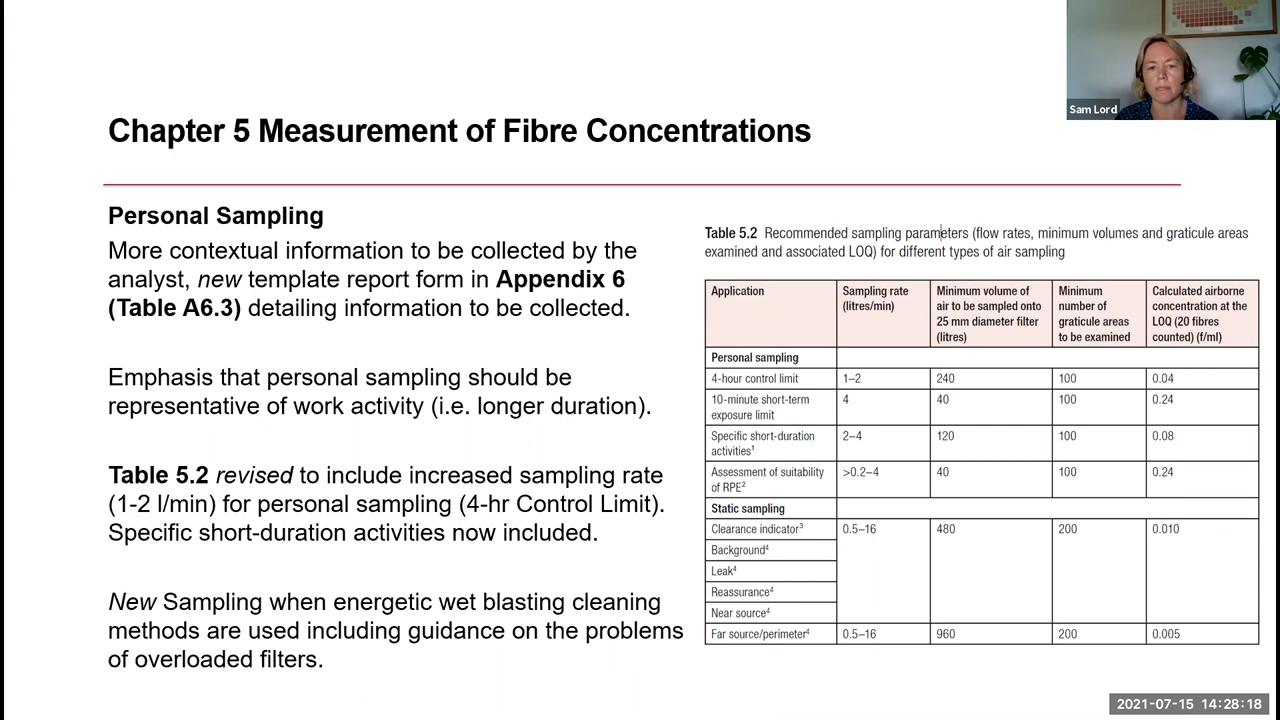 Sam Lord
Chapter 5 Measurement of Fibre Concentrations
Personal Sampling
More contextual information to be collected by the
analyst, new template report form in Appendix 6
(Table A6.3) detailing information to be collected.
Emphasis that personal sampling should be
representative of work activity (i.e. longer duration).
Table 5.2 revised to include increased sampling rate
(1-2 l/min) for personal sampling (4-hr Control Limit).
Specific short-duration activities now included.
New Sampling when energetic wet blasting cleaning
methods are used including guidance on the problems
of overloaded filters.
Table 5.2 Recommended sampling parameters (flow rates, minimum volumes and graticule areas
examined and associated LOQ) for different types of air sampling
Application
Sampling rate
(litres/min)
Minimum volume of
air to be sampled onto
25 mm diameter filter
(litres)
Minimum
number of
graticule areas
to be examined
Calculated airborne
concentration at the
LOQ (20 fibres
counted) (f/ml)
Personal sampling
4-hour control limit 1–2 240 100 0.04
10-minute short-term 4 40 100 0.24
exposure limit
Specific short-duration 2–4 120 100 0.08
activities¹
Assessment of suitability >0.2–4 40 100 0.24
of RPE²
Static sampling
Clearance indicator³ 0.5–16 480 200 0.010
Background⁴
Leak⁴
Reassurance⁴
Near source⁴
Far source/perimeter⁴ 0.5–16 960 200 0.005
2021-07-15 14:28:18